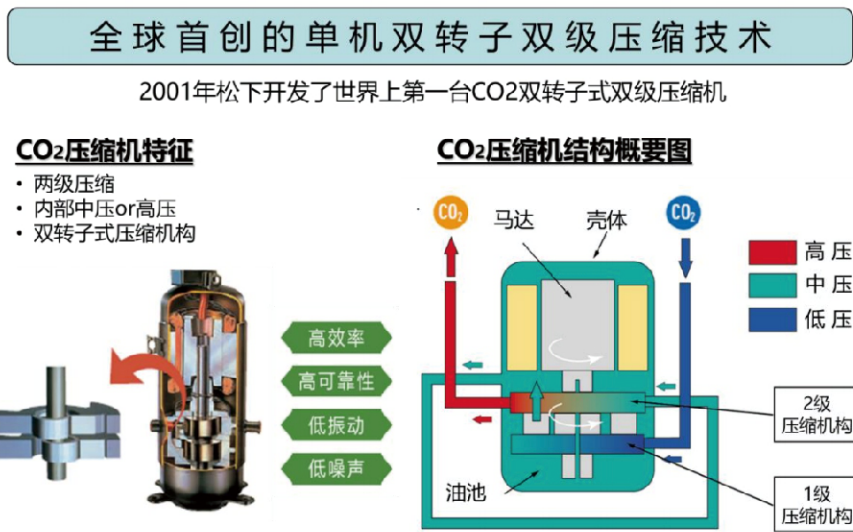 全球首创的单机双转子双级压缩技术
2001年松下开发了世界上第一台CO2双转子式双级压缩机
CO₂压缩机特征
• 两级压缩
• 内部中压or高压
• 双转子式压缩机构
高效率
高可靠性
低振动
低噪声
CO₂压缩机结构概要图
CO₂
马达
壳体
CO₂
高压
中压
低压
2级
压缩机构
油池
1级
压缩机构